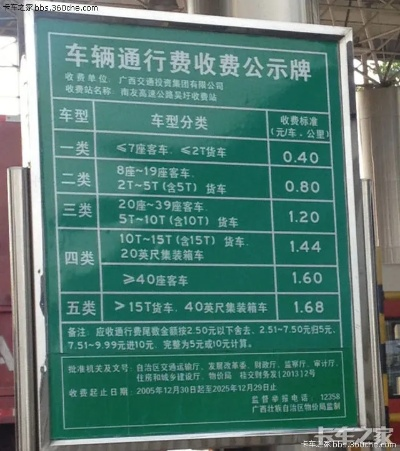 卡车之家 bbs.360che.com
车辆通行费收费公示牌
收费单位：广西交通投资集团有限公司
收费站名称：南友高速公路吴圩收费站
车型 车型分类 收费标准（元/车.公里）
一类 ≤7座客车、≤2T货车 0.40
二类 8座~19座客车、2T~5T（含5T）货车 0.80
三类 20座~39座客车、5T~10T（含10T）货车 1.20
四类 10T~15T（含15T）货车、20英尺集装箱车 1.44
≥40座客车 1.60
五类 ＞15T货车、40英尺集装箱车 1.68
备注：应收通行费尾数金额按2.50元以下舍去、2.51~7.50元归5元、
7.51~9.99元进10元、完整为5元或10元计算。
批准机关及文号：自治区交通运输厅、发展改革委、财政厅、监察厅、审计厅、
住房和城乡建设厅、物价局 桂交财务发[2013]2号
收费起止日期：2005年12月30日起至2025年12月29日止
监督举报电话：12358
广西壮族自治区物价局监制
卡车之家
bbs.360che.com